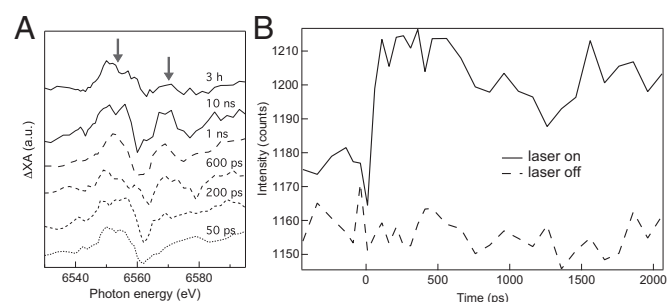 A
3 h
10 ns
1 ns
600 ps
200 ps
50 ps
ΔXA (a.u.)
6540
6560
6580
Photon energy (eV)
B
1210
1200
1190
1180
1170
1160
1150
Intensity (counts)
laser on
laser off
0
500
1000
1500
2000
Time (ps)